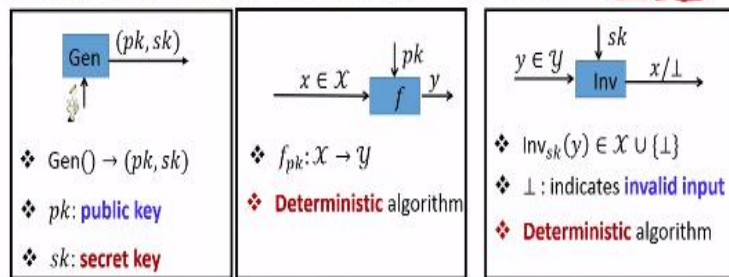 (pk, sk)
Gen
❖ Gen() → (pk, sk)
❖ pk: public key
❖ sk: secret key
pk
x ∈ 𝒳
y
f
❖ f_pk: 𝒳 → 𝒴
❖ Deterministic algorithm
sk
y ∈ 𝒴
x/⊥
Inv
❖ Inv_sk(y) ∈ 𝒳 ∪ {⊥}
❖ ⊥ : indicates invalid input
❖ Deterministic algorithm